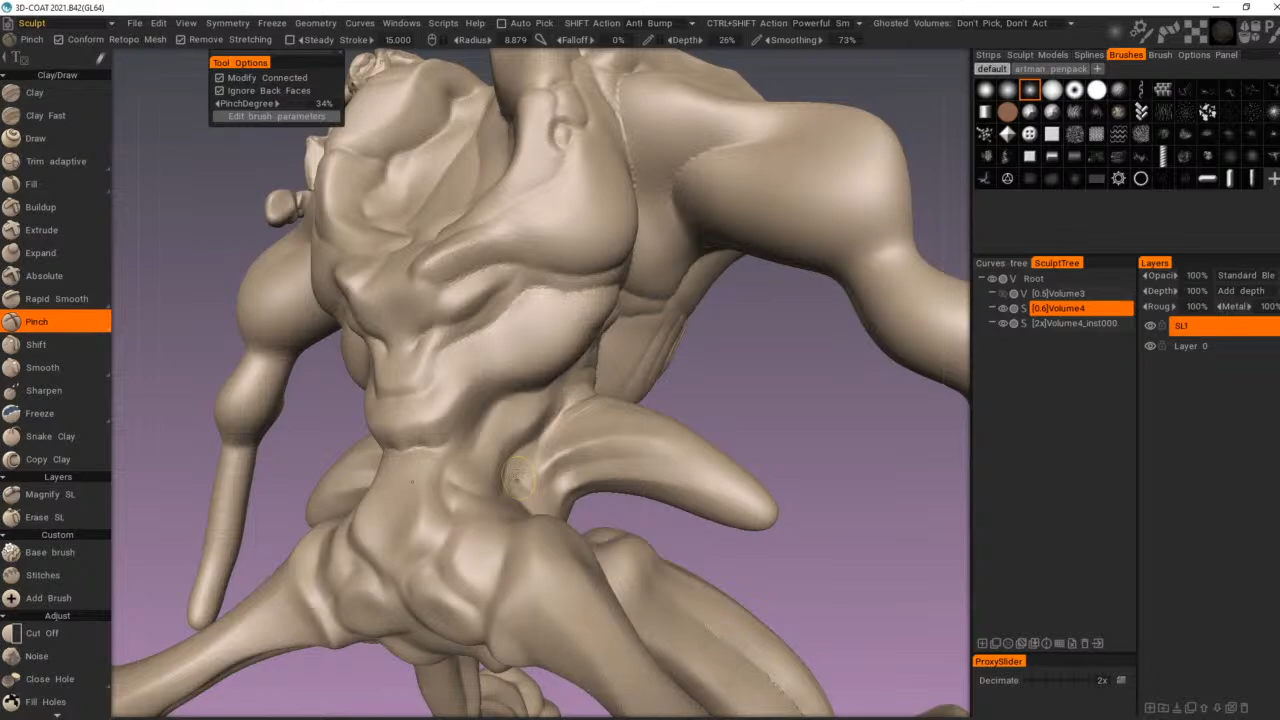 3D-COAT 2021.B42(GL64)
Sculpt File Edit View Symmetry Freeze Geometry Curves Windows Scripts Help Auto Pick SHIFT Action Anti Bump CTRL+SHIFT Action Powerful Sm Ghosted Volumes: Don't Pick, Don't Act
Pinch Conform Retopo Mesh Remove Stretching Steady Stroke 15.000 Radius 8.879 Falloff 0% Depth 26% Smoothing 73%
Tool Options
Modify Connected
Ignore Back Faces
PinchDegree 34%
Edit brush parameters
Clay/Draw
Clay
Clay Fast
Draw
Trim adaptive
Fill
Buildup
Extrude
Expand
Absolute
Rapid Smooth
Pinch
Shift
Smooth
Sharpen
Freeze
Snake Clay
Copy Clay
Layers
Magnify SL
Erase SL
Custom
Base brush
Stitches
Add Brush
Adjust
Cut Off
Noise
Close Hole
Fill Holes
Strips Sculpt Models Splines Brushes Brush Options Panel
default artman penpack +
Curves tree SculptTree
Root
V [0.5]Volume3
S [0.6]Volume4
S [2x]Volume4_inst000
ProxySlider
Decimate 2x
Layers
Opaci 100% Standard Ble
Depth 100% Add depth
Roug 100% Metal 100%
SL1
Layer 0